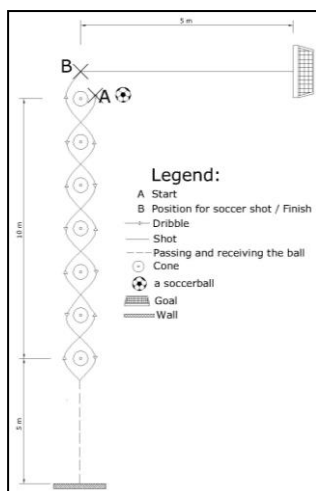 5 m
B
A
10 m
Legend:
A Start
B Position for soccer shot / Finish
Dribble
Shot
Passing and receiving the ball
Cone
a soccerball
Goal
Wall
5 m